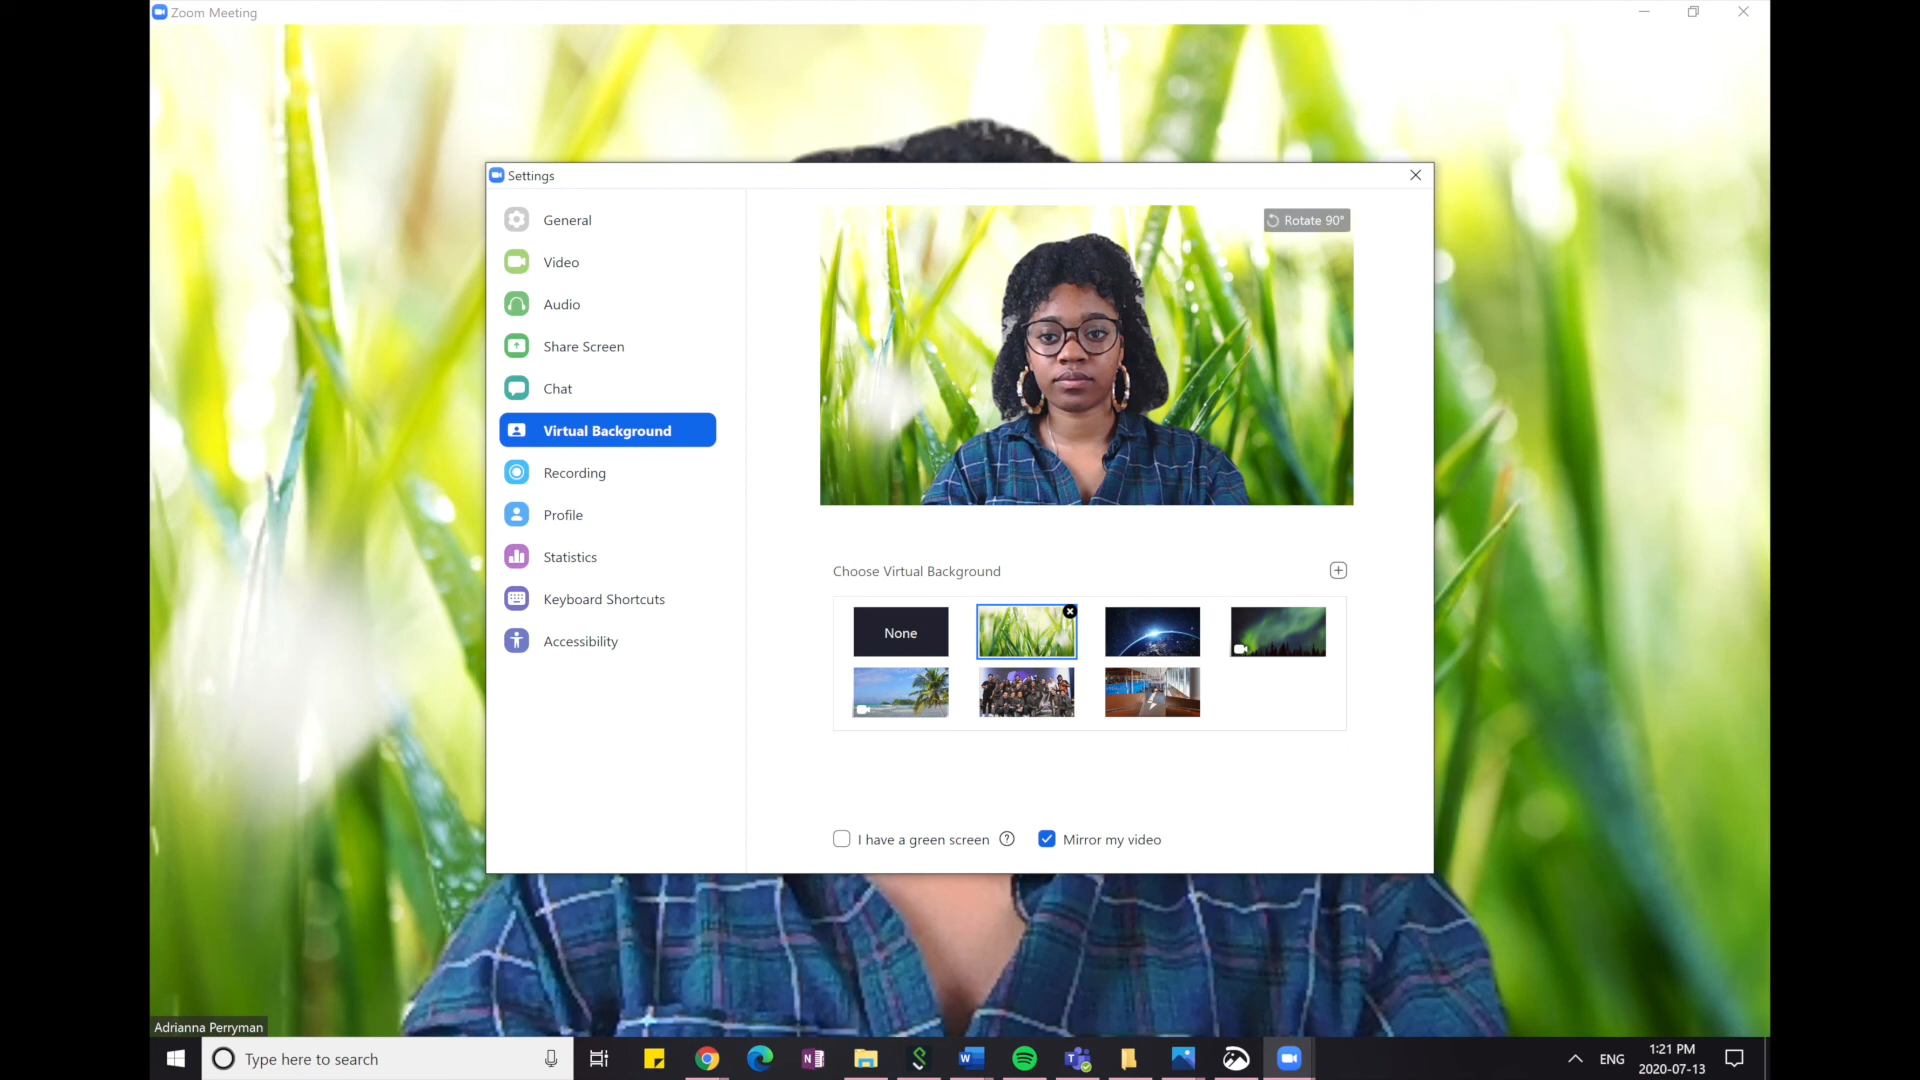 Zoom Meeting
Settings
Rotate 90°
General
Video
Audio
Share Screen
Chat
Virtual Background
Recording
Profile
Statistics
Keyboard Shortcuts
Accessibility
Choose Virtual Background
None
I have a green screen
?
Mirror my video
Adrianna Perryman
Type here to search
ENG
1:21 PM
2020-07-13